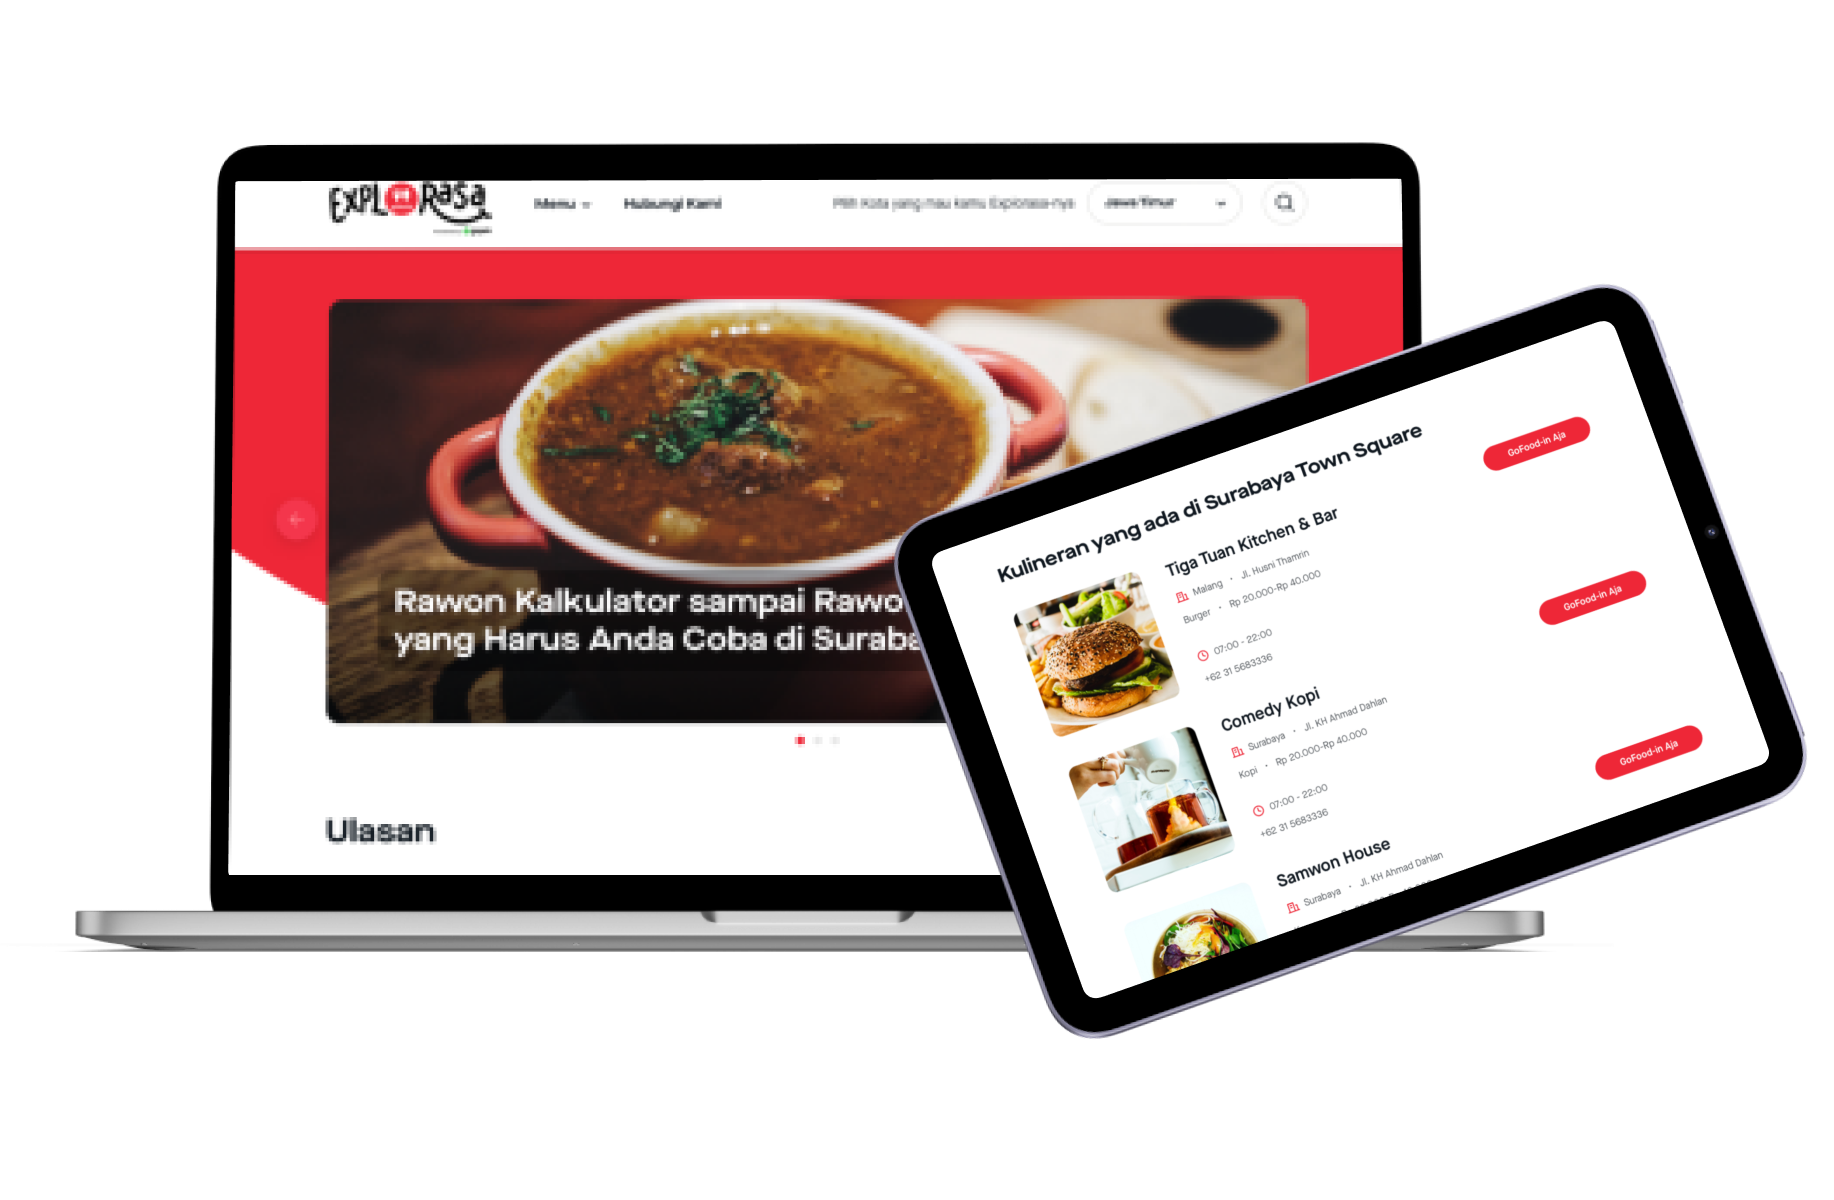 EXPLORasa
Menu
Hubungi Kami
Pilih Kota yang mau kamu Explorasa-nya
Jawa Timur
Rawon Kalkulator sampai Rawo
yang Harus Anda Coba di Suraba
Ulasan
Kulineran yang ada di Surabaya Town Square
Tiga Tuan Kitchen & Bar
Malang • Jl. Husni Thamrin
Burger • Rp 20.000-Rp 40.000
07:00 - 22:00
+62 31 5683336
GoFood-in Aja
Comedy Kopi
Surabaya • Jl. KH Ahmad Dahlan
Kopi • Rp 20.000-Rp 40.000
07:00 - 22:00
+62 31 5683336
GoFood-in Aja
Samwon House
Surabaya • Jl. KH Ahmad Dahlan
GoFood-in Aja